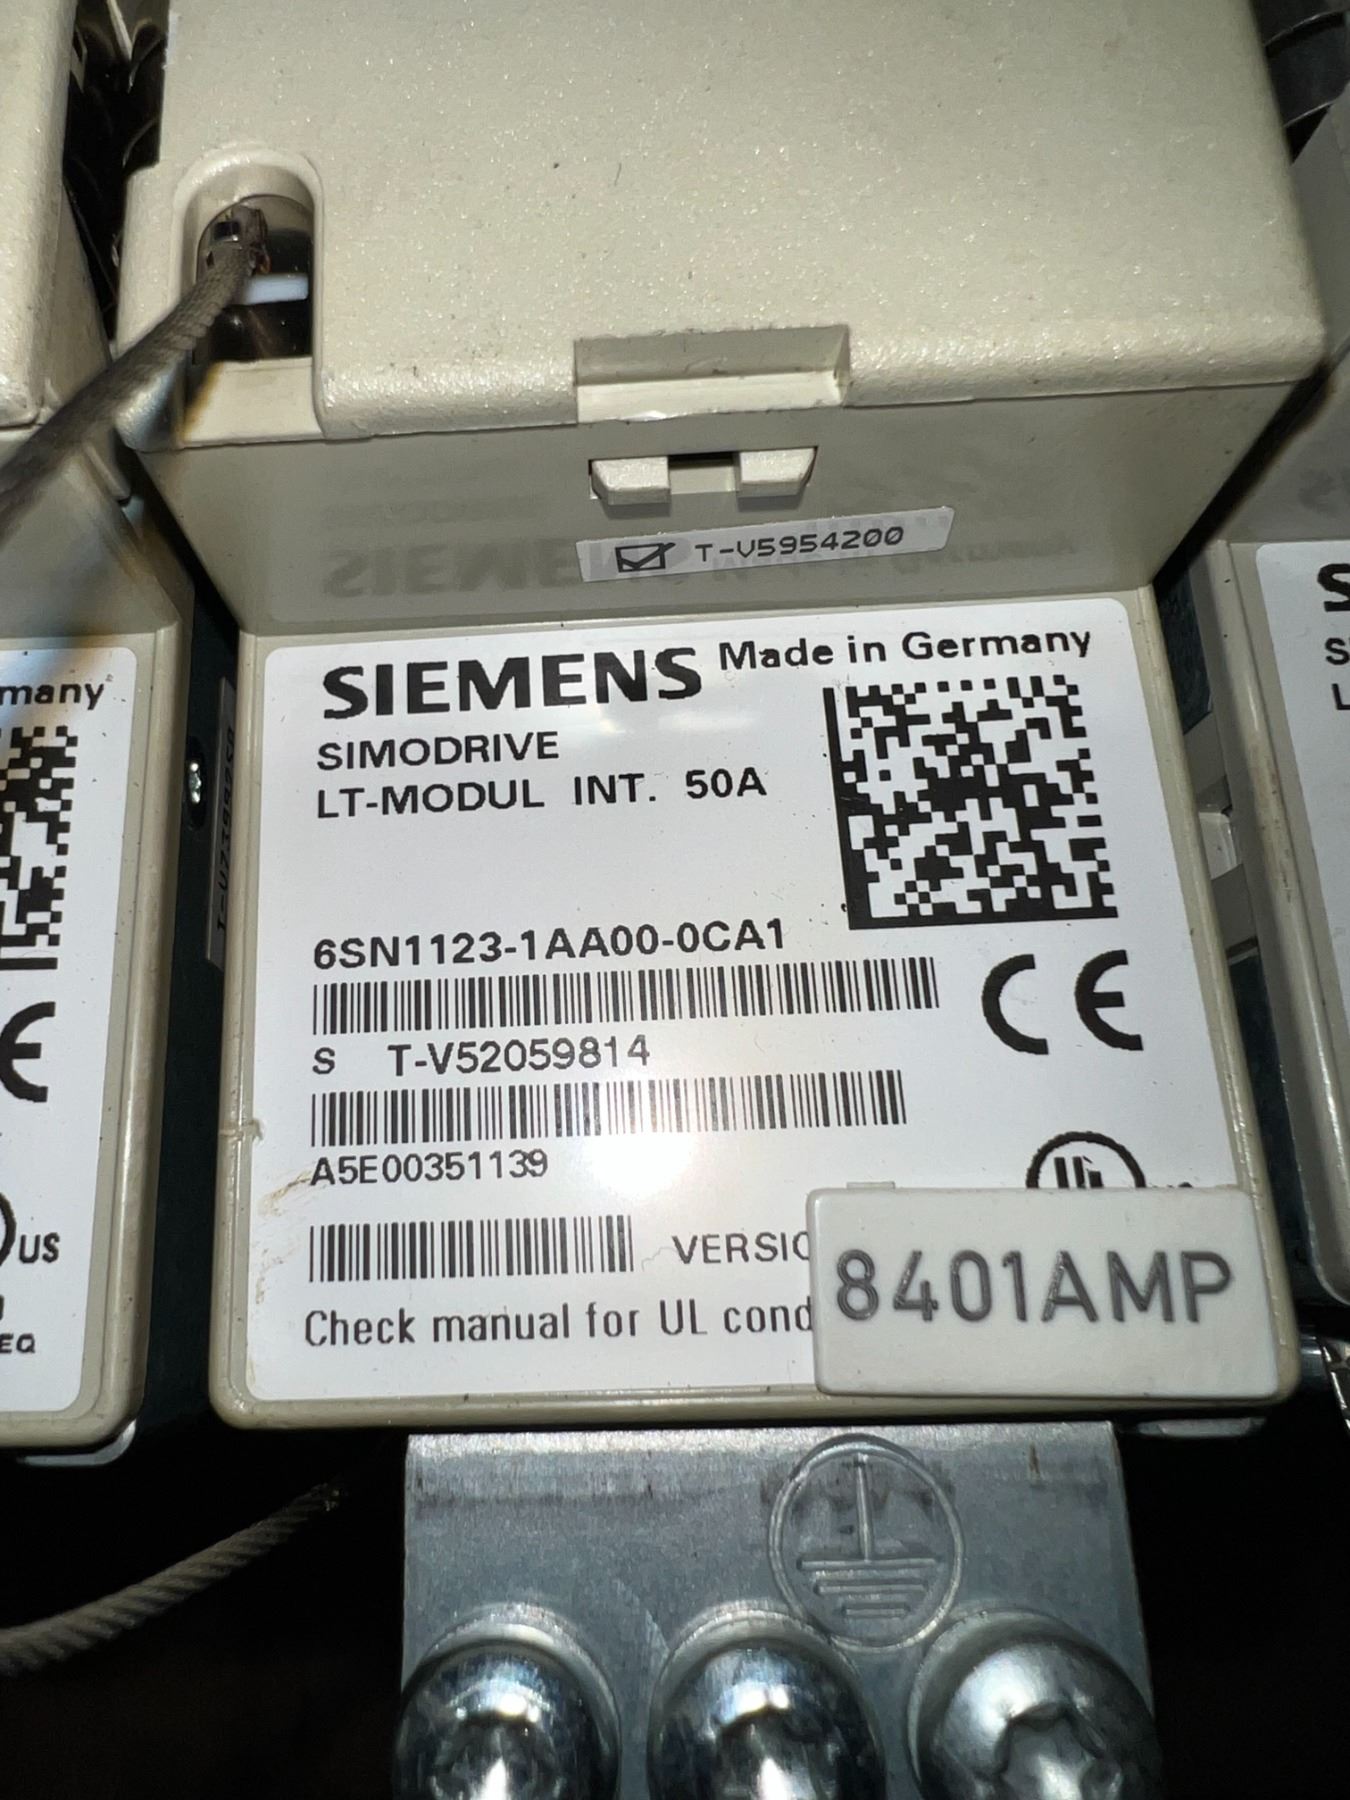 T-V5954200
SIEMENS Made in Germany
SIMODRIVE
LT-MODUL INT. 50A
6SN1123-1AA00-0CA1
S T-V52059814
A5E00351139
VERSIO
8401AMP
Check manual for UL cond
many
US
EQ